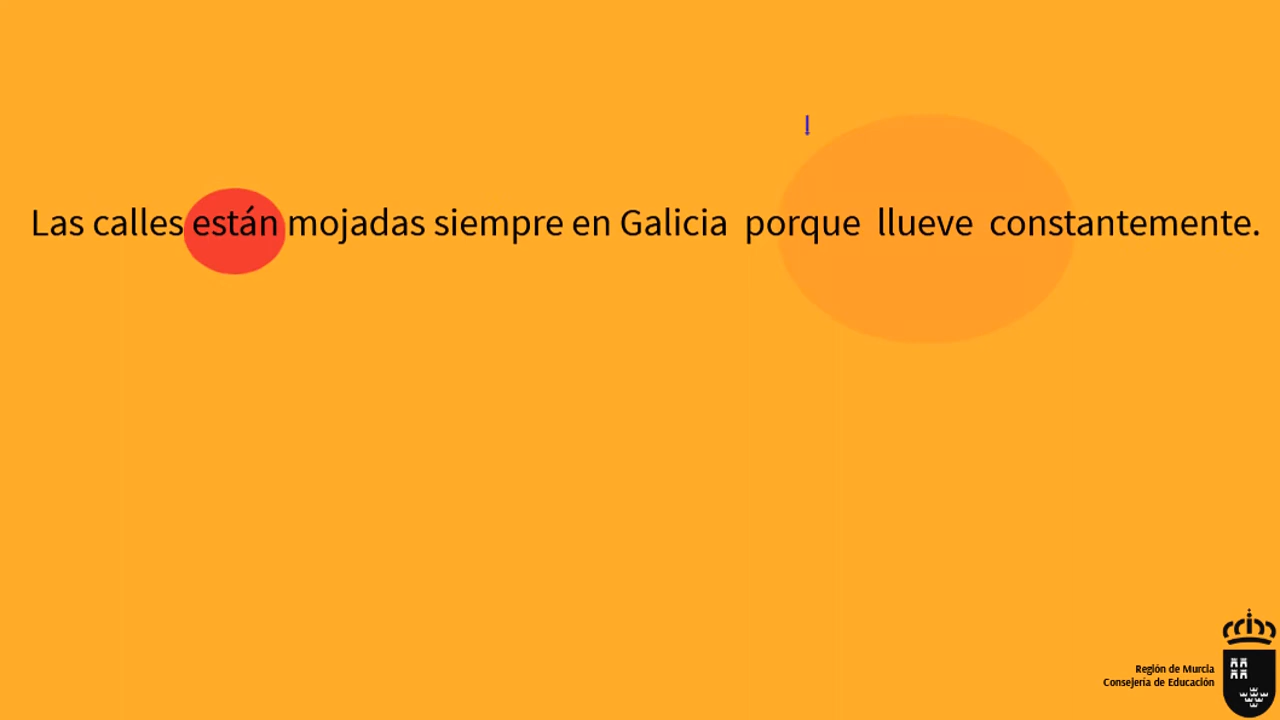 Las calles están mojadas siempre en Galicia porque llueve constantemente.
Región de Murcia
Consejería de Educación